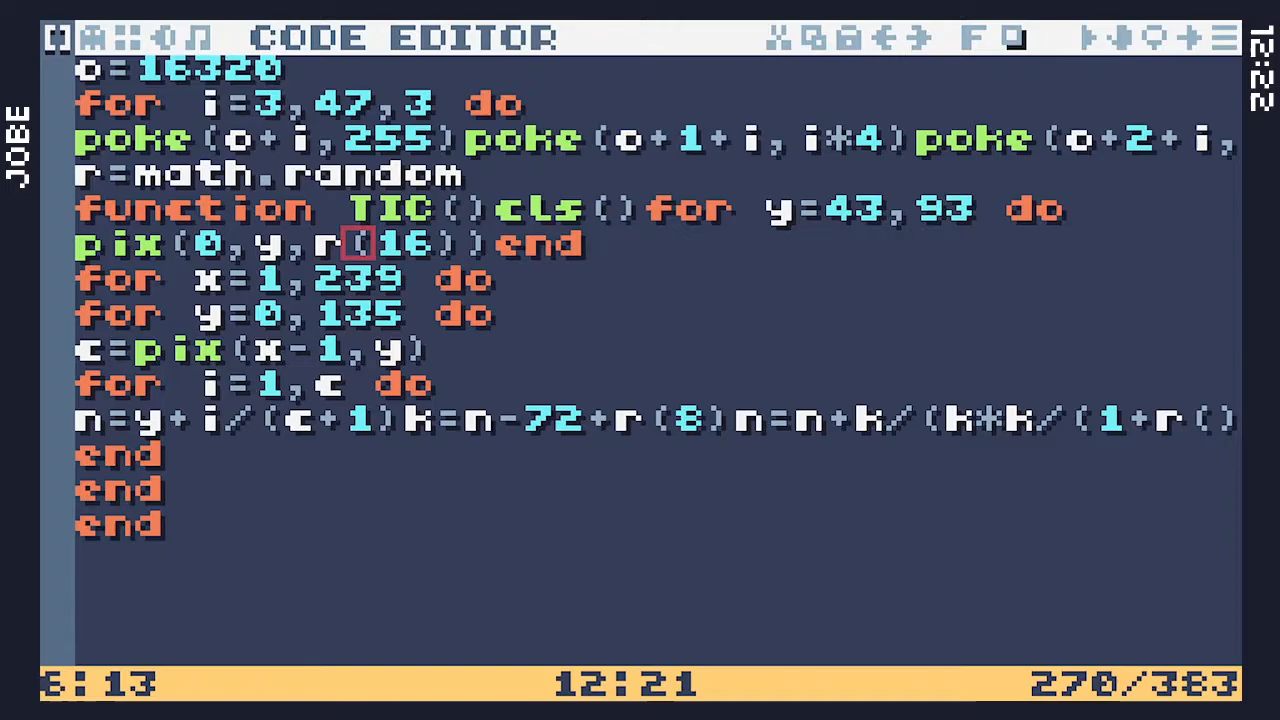 CODE EDITOR
F
o=16320
for i=3,47,3 do
poke(o+i,255)poke(o+1+i,i*4)poke(o+2+i,
r=math.random
function TIC()cls()for y=43,93 do
pix(0,y,r(16))end
for x=1,239 do
for y=0,135 do
c=pix(x-1,y)
for i=1,c do
n=y+i/(c+1)k=n-72+r(8)n=n+k/(k*k/(1+r()
end
end
end
6:13 12:21 270/383
JOBE
12:22